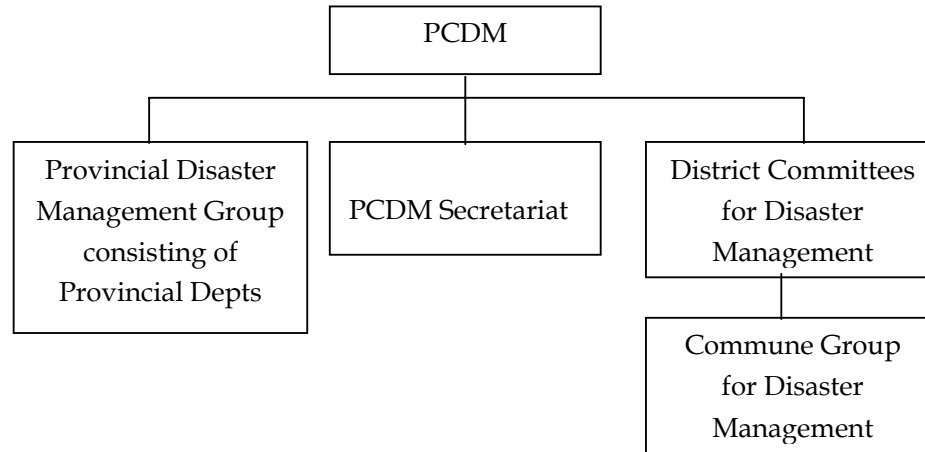 PCDM
Provincial Disaster
Management Group
consisting of
Provincial Depts
PCDM Secretariat
District Committees
for Disaster
Management
Commune Group
for Disaster
Management